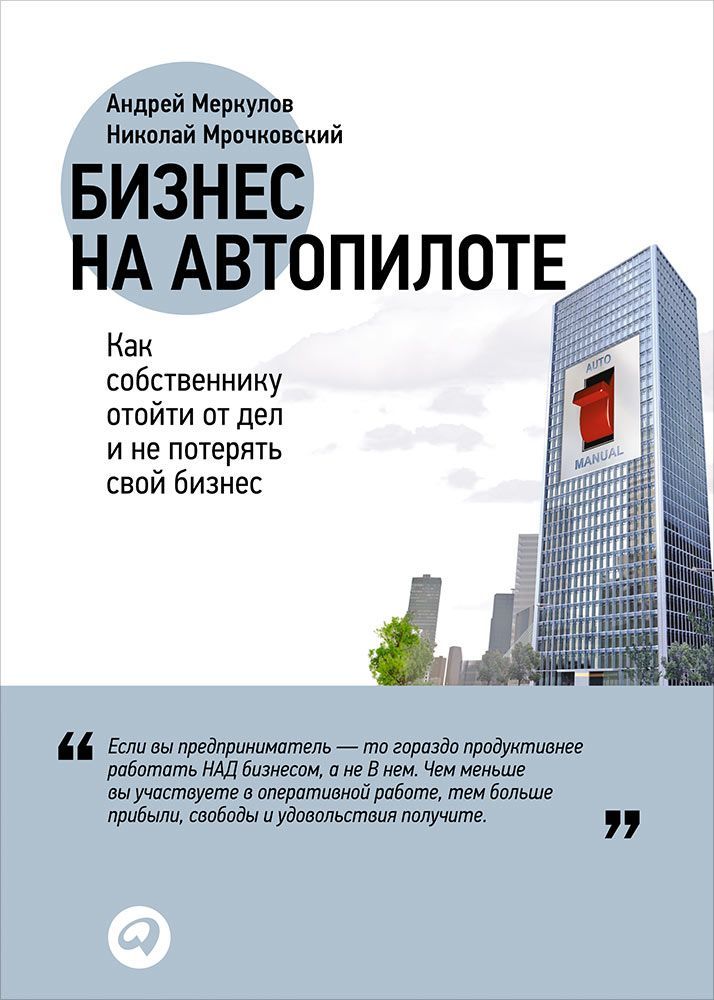 Андрей Меркулов
Николай Мрочковский
БИЗНЕС
НА АВТОПИЛОТЕ
Как
собственнику
отойти от дел
и не потерять
свой бизнес
AUTO
MANUAL
“ Если вы предприниматель — то гораздо продуктивнее
работать НАД бизнесом, а не В нем. Чем меньше
вы участвуете в оперативной работе, тем больше
прибыли, свободы и удовольствия получите. ”